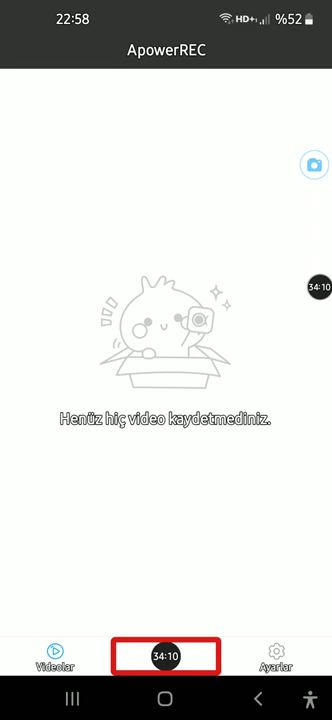 22:58 HD+ %52
ApowerREC
34:10
Henüz hiç video kaydetmediniz.
Videolar 34:10 Ayarlar